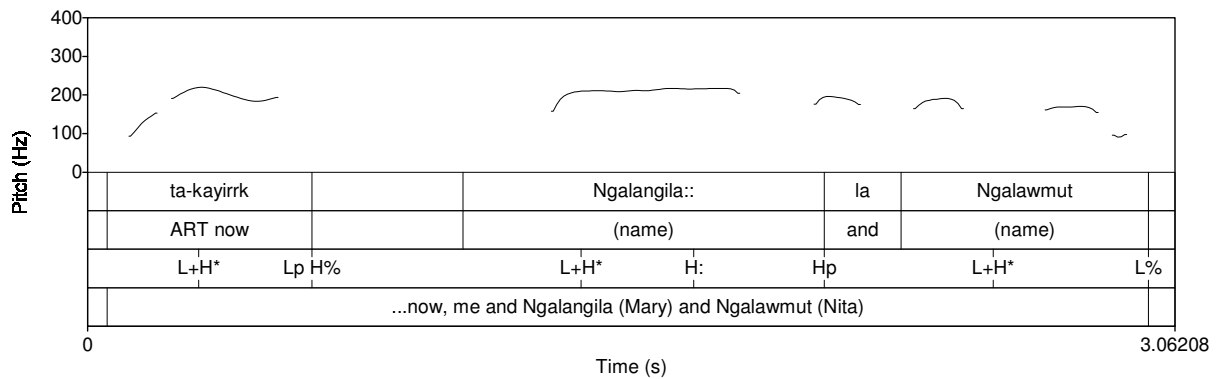 400
300
200
100
0
Pitch (Hz)
ta-kayirrk Ngalangila:: la Ngalawmut
ART now (name) and (name)
L+H* Lp H% L+H* H: Hp L+H* L%
...now, me and Ngalangila (Mary) and Ngalawmut (Nita)
0 3.06208
Time (s)